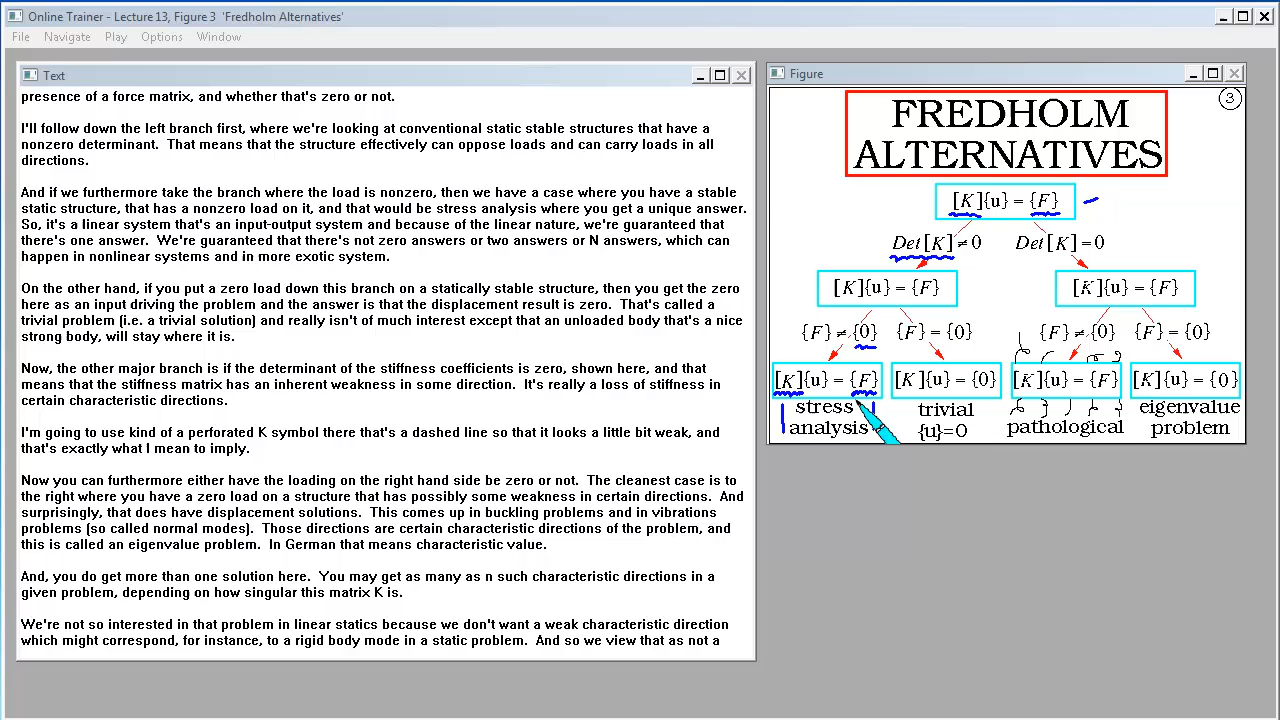 Online Trainer - Lecture 13, Figure 3 'Fredholm Alternatives'
File Navigate Play Options Window
Text
presence of a force matrix, and whether that's zero or not.
I'll follow down the left branch first, where we're looking at conventional static stable structures that have a
nonzero determinant. That means that the structure effectively can oppose loads and can carry loads in all
directions.
And if we furthermore take the branch where the load is nonzero, then we have a case where you have a stable
static structure, that has a nonzero load on it, and that would be stress analysis where you get a unique answer.
So, it's a linear system that's an input-output system and because of the linear nature, we're guaranteed that
there's one answer. We're guaranteed that there's not zero answers or two answers or N answers, which can
happen in nonlinear systems and in more exotic system.
On the other hand, if you put a zero load down this branch on a statically stable structure, then you get the zero
here as an input driving the problem and the answer is that the displacement result is zero. That's called a
trivial problem (i.e. a trivial solution) and really isn't of much interest except that an unloaded body that's a nice
strong body, will stay where it is.
Now, the other major branch is if the determinant of the stiffness coefficients is zero, shown here, and that
means that the stiffness matrix has an inherent weakness in some direction. It's really a loss of stiffness in
certain characteristic directions.
I'm going to use kind of a perforated K symbol there that's a dashed line so that it looks a little bit weak, and
that's exactly what I mean to imply.
Now you can furthermore either have the loading on the right hand side be zero or not. The cleanest case is to
the right where you have a zero load on a structure that has possibly some weakness in certain directions. And
surprisingly, that does have displacement solutions. This comes up in buckling problems and in vibrations
problems (so called normal modes). Those directions are certain characteristic directions of the problem, and
this is called an eigenvalue problem. In German that means characteristic value.
And, you do get more than one solution here. You may get as many as n such characteristic directions in a
given problem, depending on how singular this matrix K is.
We're not so interested in that problem in linear statics because we don't want a weak characteristic direction
which might correspond, for instance, to a rigid body mode in a static problem. And so we view that as not a
Figure
3
FREDHOLM
ALTERNATIVES
[K]{u} = {F}
Det[K]≠0 Det[K]=0
[K]{u} = {F} [K]{u} = {F}
{F} ≠ {0} {F} = {0} {F} ≠ {0} {F} = {0}
[K]{u} = {F} [K]{u} = {0} [K]{u} = {F} [K]{u} = {0}
stress trivial pathological eigenvalue
analysis {u}=0 problem